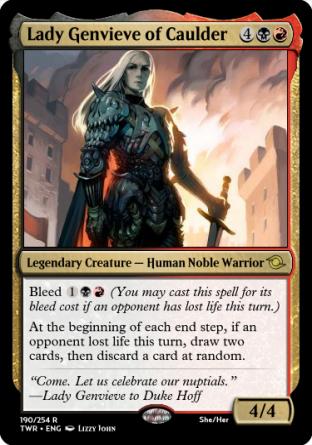 Lady Genvieve of Caulder 4
Legendary Creature — Human Noble Warrior
Bleed 1 (You may cast this spell for its
bleed cost if an opponent has lost life this turn.)
At the beginning of each end step, if an
opponent lost life this turn, draw two
cards, then discard a card at random.
“Come. Let us celebrate our nuptials.”
—Lady Genvieve to Duke Hoff
4/4
190/254 R
She/Her
TWR • ENG Lizzy John